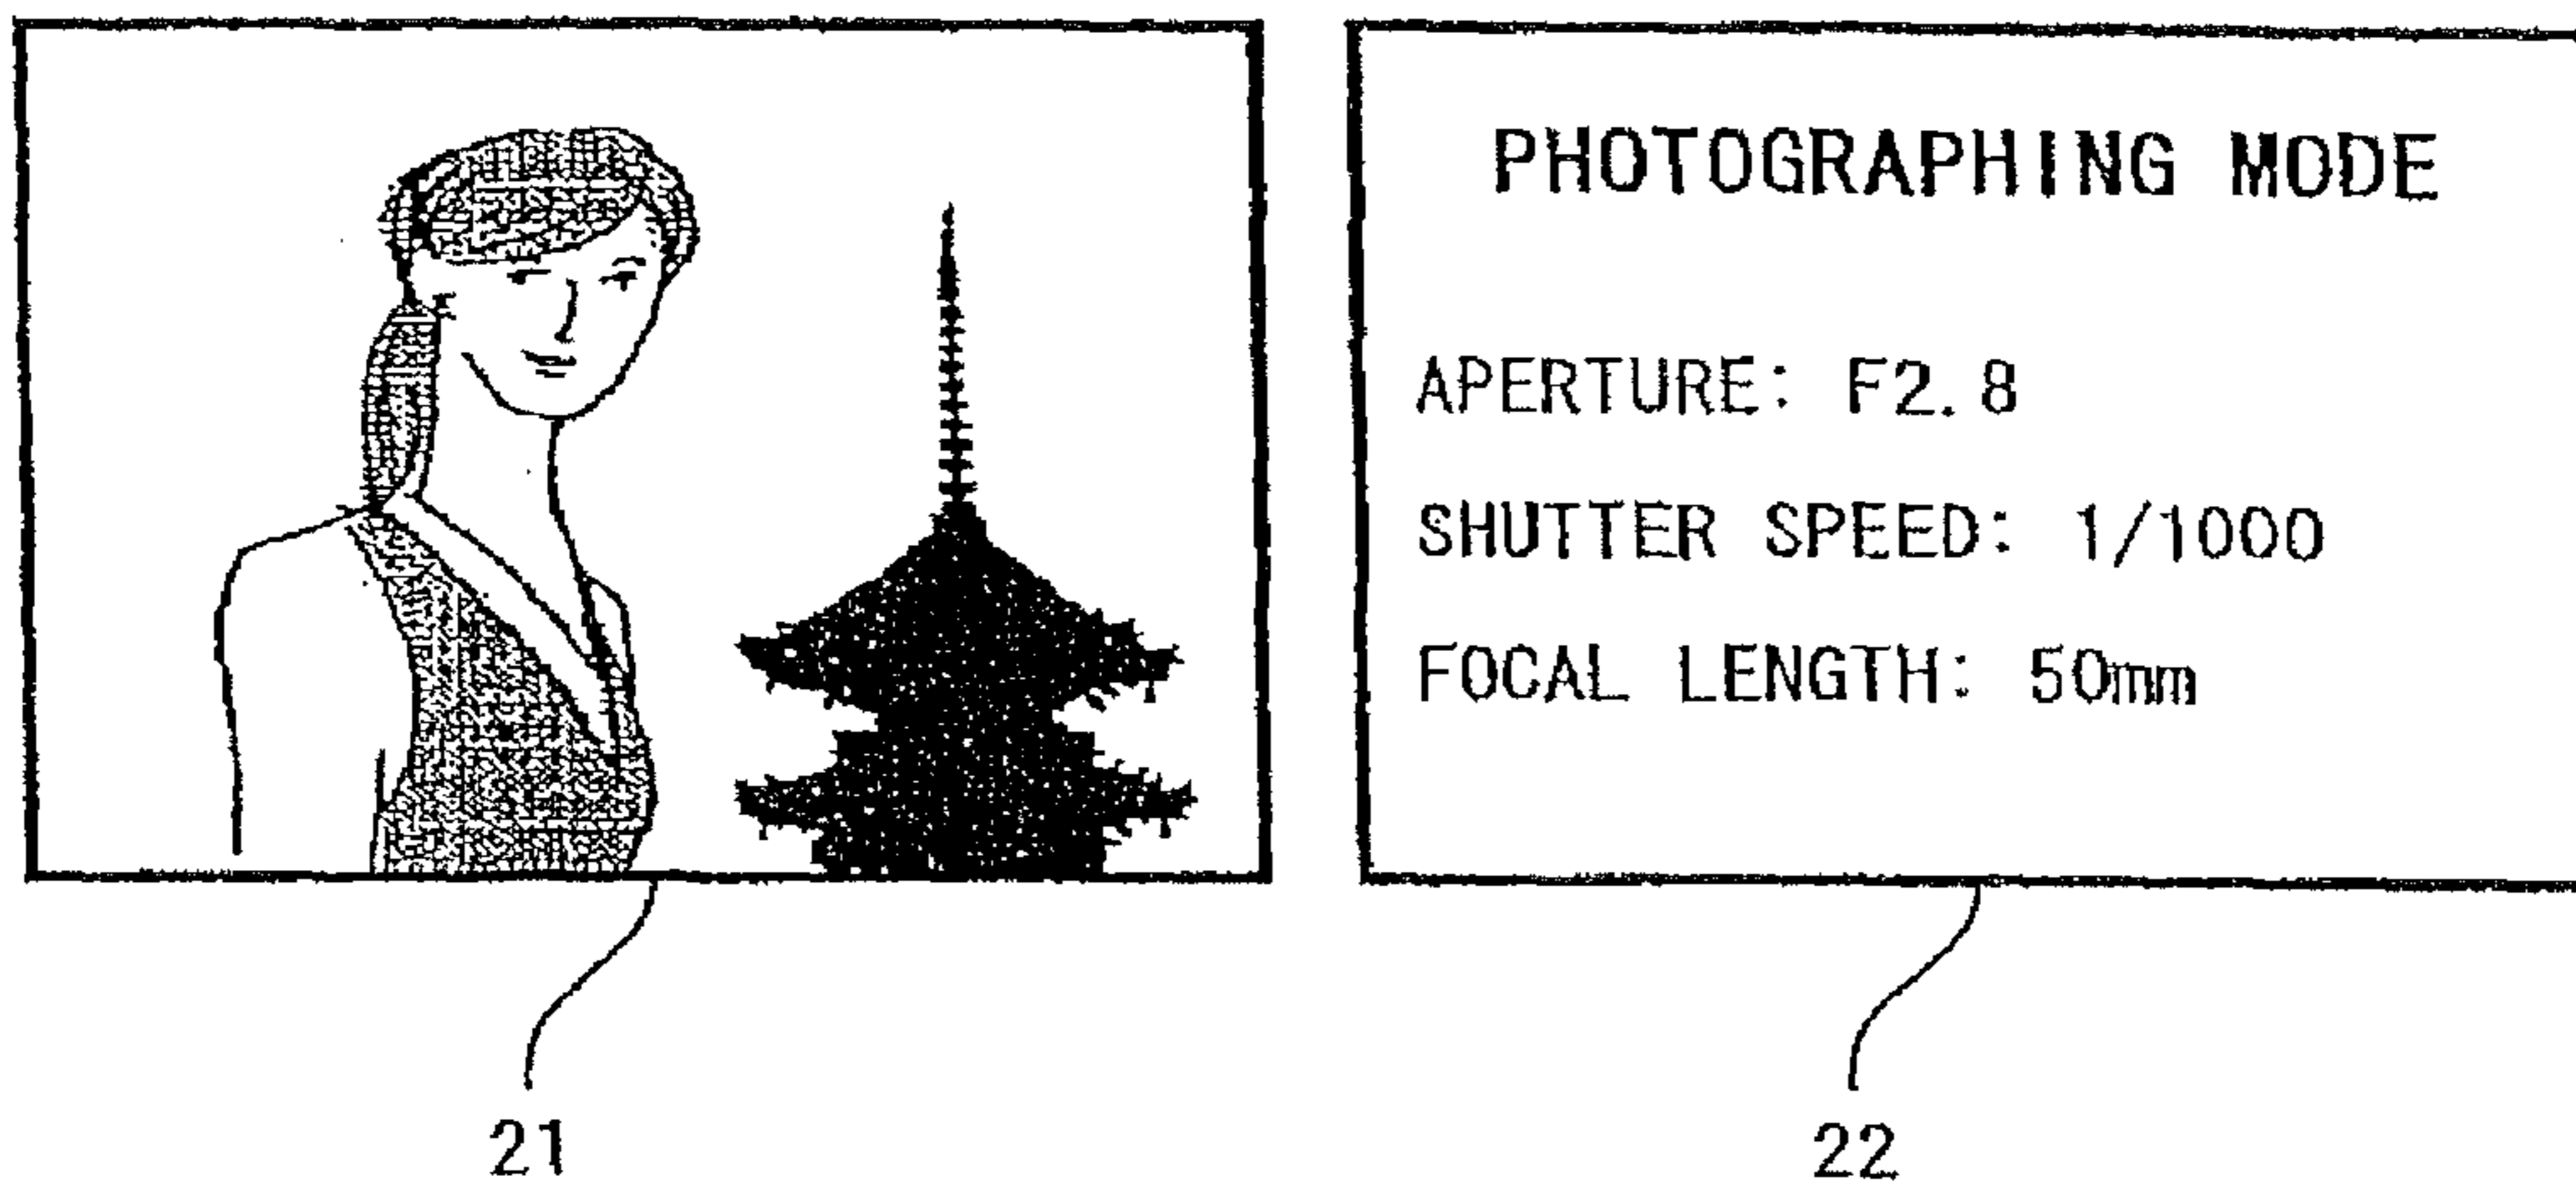 PHOTOGRAPHING MODE
APERTURE: F2.8
SHUTTER SPEED: 1/1000
FOCAL LENGTH: 50mm
21
22